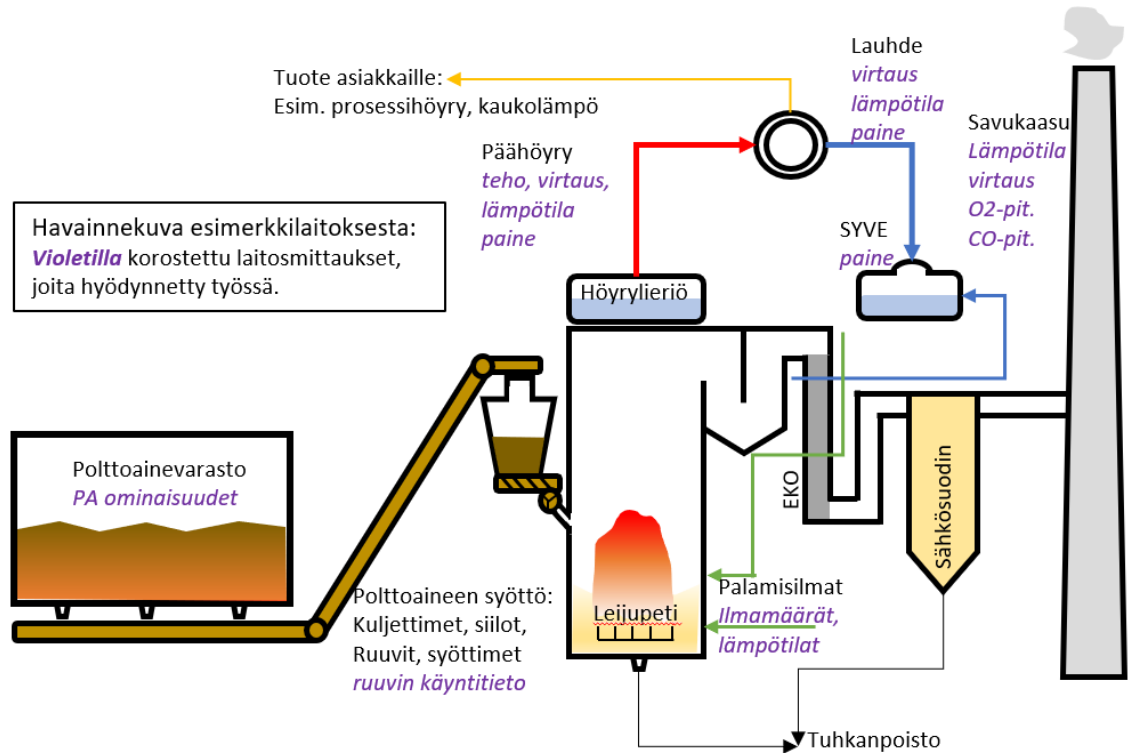 Tuote asiakkaille:
Esim. prosessihöyry, kaukolämpö
Lauhde
virtaus
lämpötila
paine
Savukaasu
Lämpötila
virtaus
O2-pit.
CO-pit.
Päähöyry
teho, virtaus,
lämpötila
paine
Havainnekuva esimerkkilaitoksesta:
Violetilla korostettu laitosmittaukset,
joita hyödynnetty työssä.
SYVE
paine
Höyrylieriö
Polttoainevarasto
PA ominaisuudet
EKO
Sähkösuodin
Polttoaineen syöttö:
Kuljettimet, siilot,
Ruuvit, syöttimet
ruuvin käyntitieto
Leijupeti
Palamisilmat
Ilmamäärät,
lämpötilat
Tuhkanpoisto